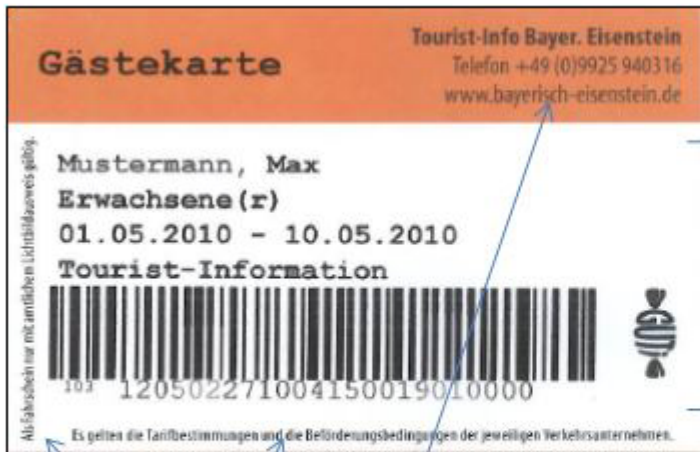 Gästekarte
Tourist-Info Bayer. Eisenstein
Telefon +49 (0)9925 940316
www.bayerisch-eisenstein.de
Mustermann, Max
Erwachsene(r)
01.05.2010 - 10.05.2010
Tourist-Information
103 120502271004150019010000
GUTi
Als Fahrschein nur mit amtlichen Lichtbildausweis gültig.
Es gelten die Tarifbestimmungen und die Beförderungsbedingungen der jeweiligen Verkehrsunternehmen.